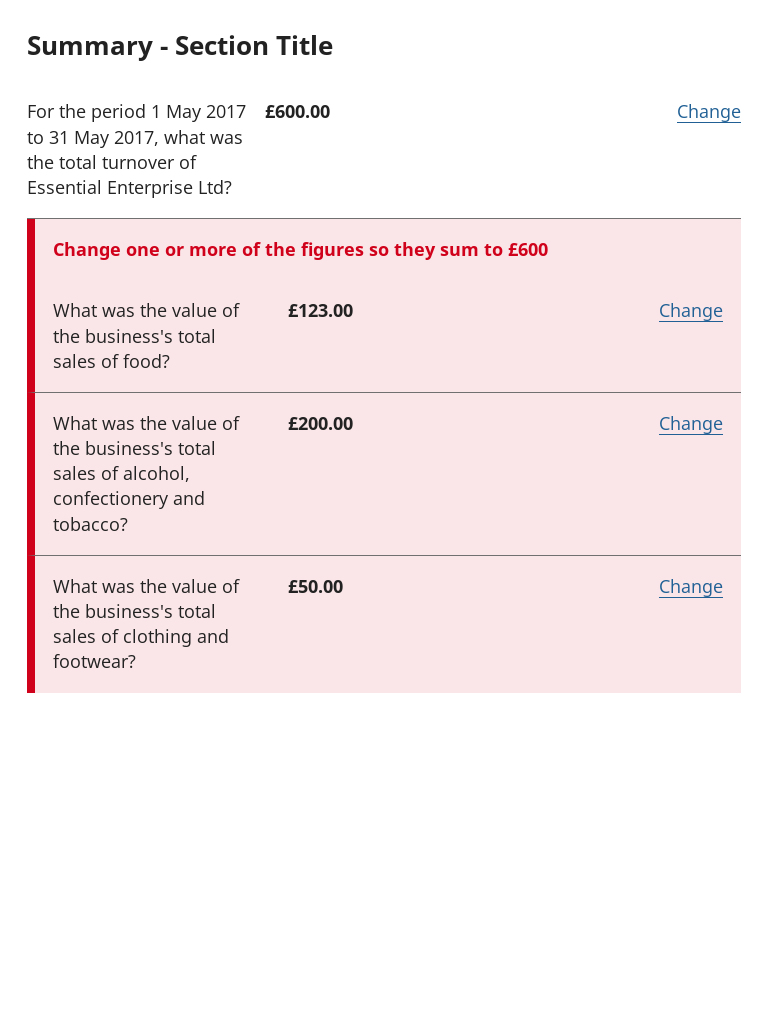 Summary - Section Title
For the period 1 May 2017 £600.00 Change
to 31 May 2017, what was
the total turnover of
Essential Enterprise Ltd?
Change one or more of the figures so they sum to £600
What was the value of £123.00 Change
the business's total
sales of food?
What was the value of £200.00 Change
the business's total
sales of alcohol,
confectionery and
tobacco?
What was the value of £50.00 Change
the business's total
sales of clothing and
footwear?